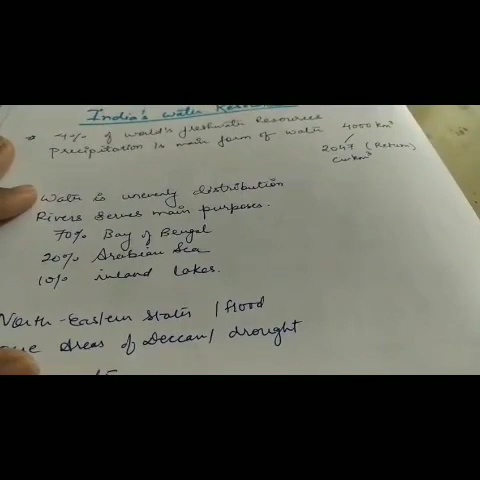 India's water
4% of world's freshwater Resources
Precipitation is main form of water 4000 km³
2047 (Return)
Water is unevenly distribution
Rivers serves main purposes.
70% Bay of Bengal
20% Arabian Sea
10% inland Lakes.
North-Eastern States / flood
Areas of Deccan / drought